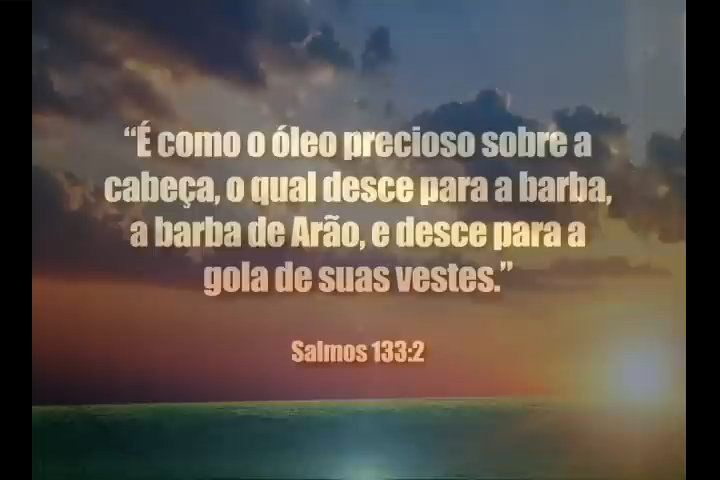 “É como o óleo precioso sobre a
cabeça, o qual desce para a barba,
a barba de Arão, e desce para a
gola de suas vestes.”
Salmos 133:2